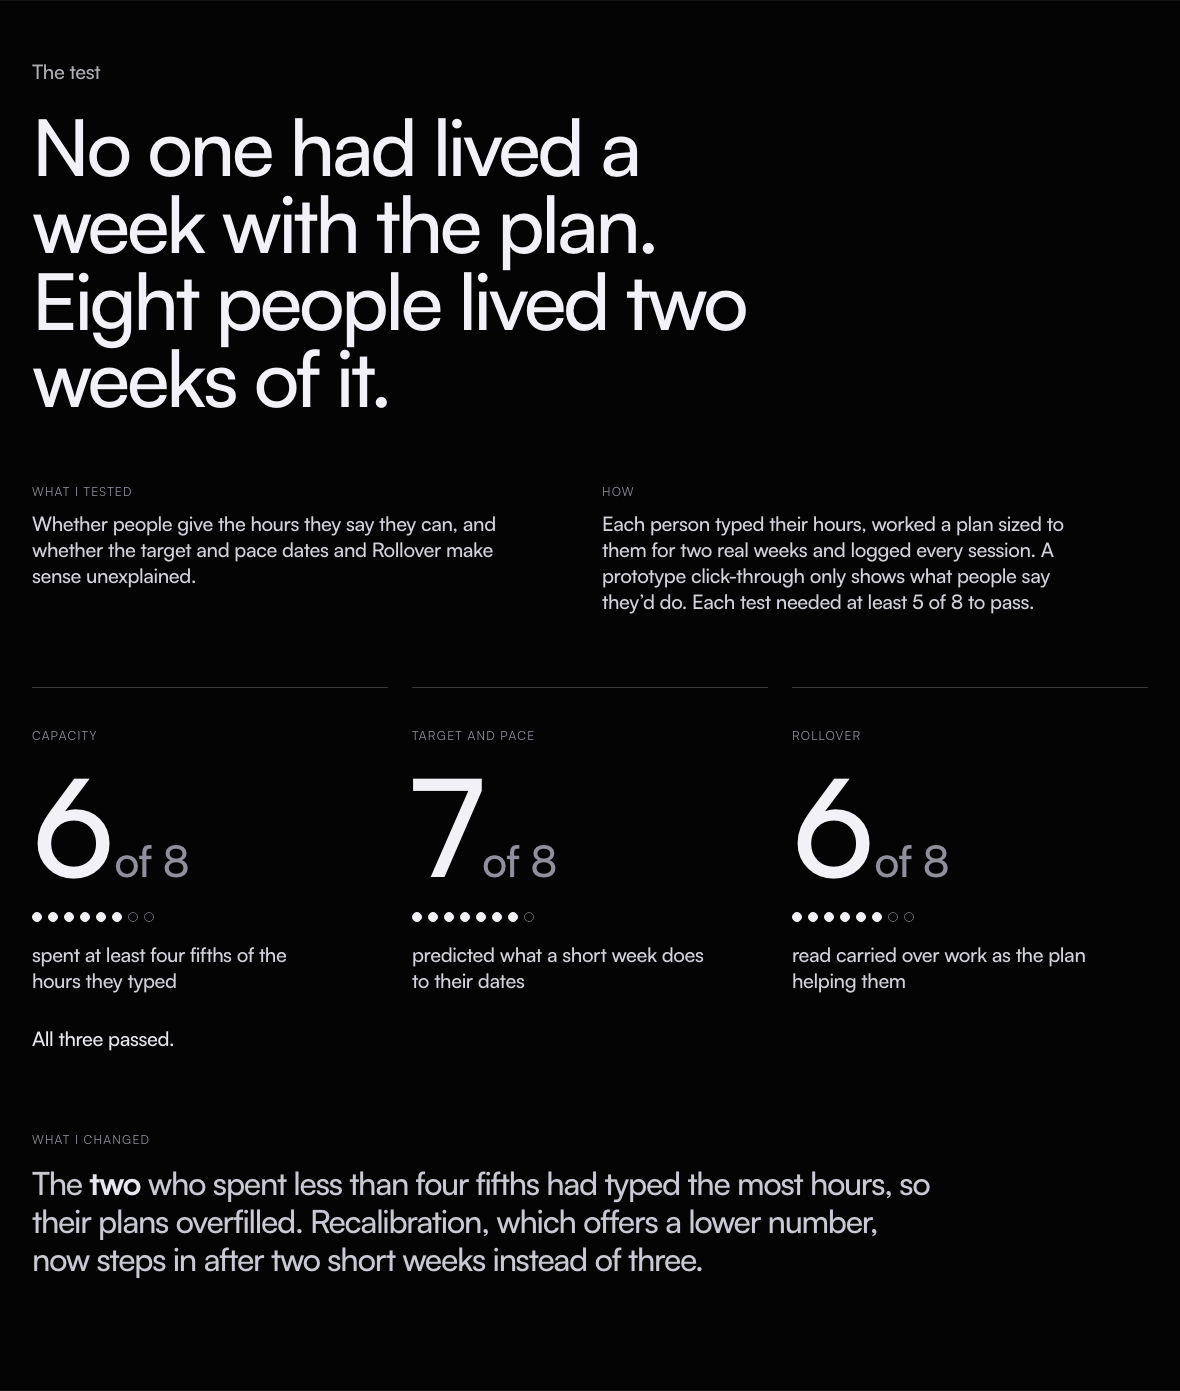 The test
No one had lived a
week with the plan.
Eight people lived two
weeks of it.
WHAT I TESTED
Whether people give the hours they say they can, and
whether the target and pace dates and Rollover make
sense unexplained.
HOW
Each person typed their hours, worked a plan sized to
them for two real weeks and logged every session. A
prototype click-through only shows what people say
they’d do. Each test needed at least 5 of 8 to pass.
CAPACITY
6 of 8
spent at least four fifths of the
hours they typed
TARGET AND PACE
7 of 8
predicted what a short week does
to their dates
ROLLOVER
6 of 8
read carried over work as the plan
helping them
All three passed.
WHAT I CHANGED
The two who spent less than four fifths had typed the most hours, so
their plans overfilled. Recalibration, which offers a lower number,
now steps in after two short weeks instead of three.